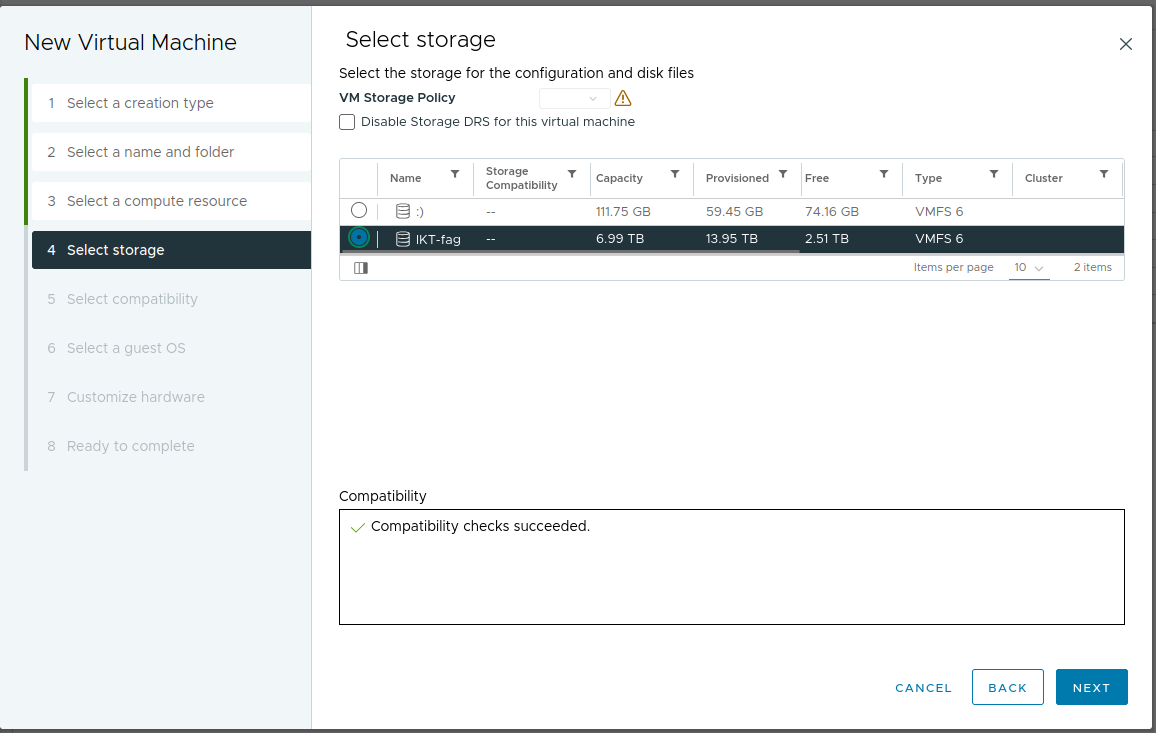 New Virtual Machine
1 Select a creation type
2 Select a name and folder
3 Select a compute resource
4 Select storage
5 Select compatibility
6 Select a guest OS
7 Customize hardware
8 Ready to complete
Select storage
Select the storage for the configuration and disk files
VM Storage Policy
Disable Storage DRS for this virtual machine
Name Storage Compatibility Capacity Provisioned Free Type Cluster
:) -- 111.75 GB 59.45 GB 74.16 GB VMFS 6
IKT-fag -- 6.99 TB 13.95 TB 2.51 TB VMFS 6
Items per page 10 2 items
Compatibility
Compatibility checks succeeded.
CANCEL BACK NEXT